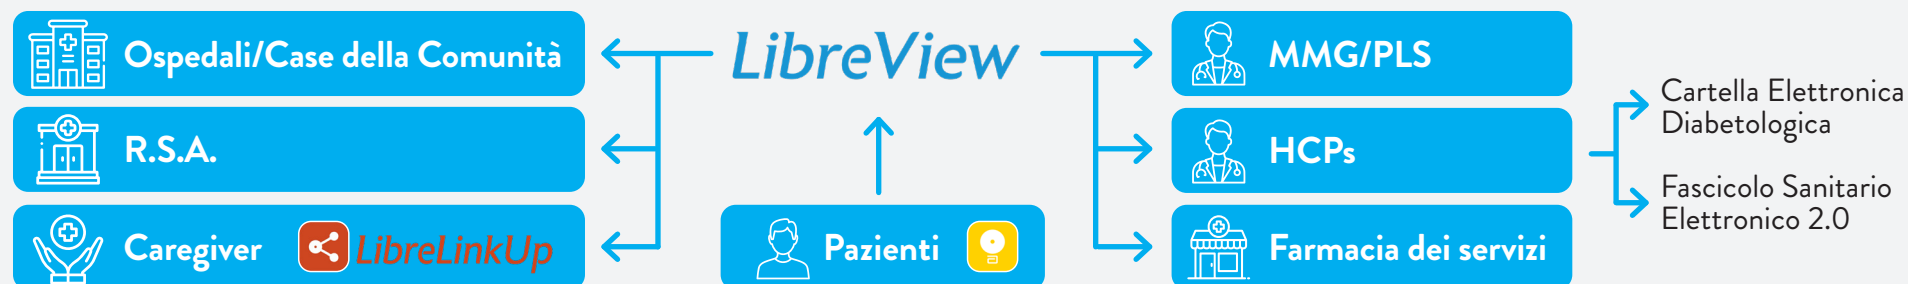 Ospedali/Case della Comunità
R.S.A.
Caregiver LibreLinkUp
LibreView
Pazienti
MMG/PLS
HCPs
Farmacia dei servizi
Cartella Elettronica
Diabetologica
Fascicolo Sanitario
Elettronico 2.0